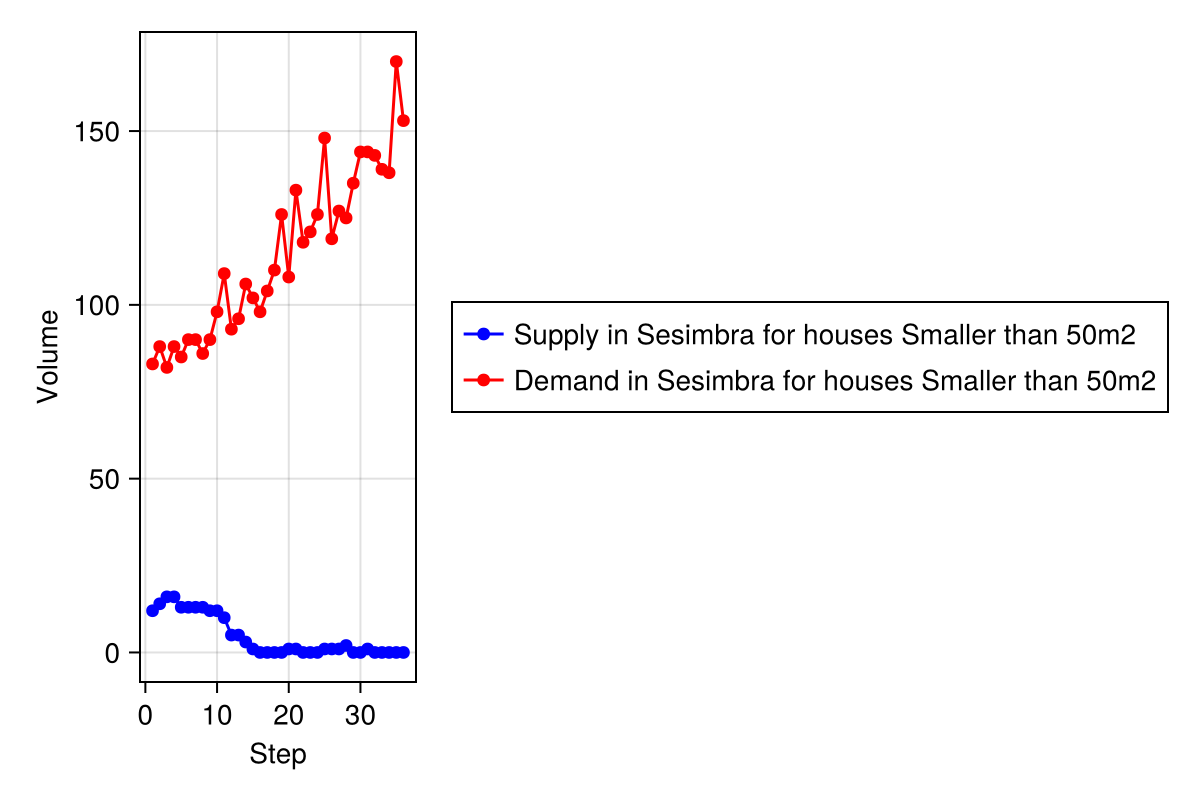 150
100
50
0
Volume
0 10 20 30
Step
Supply in Sesimbra for houses Smaller than 50m2
Demand in Sesimbra for houses Smaller than 50m2